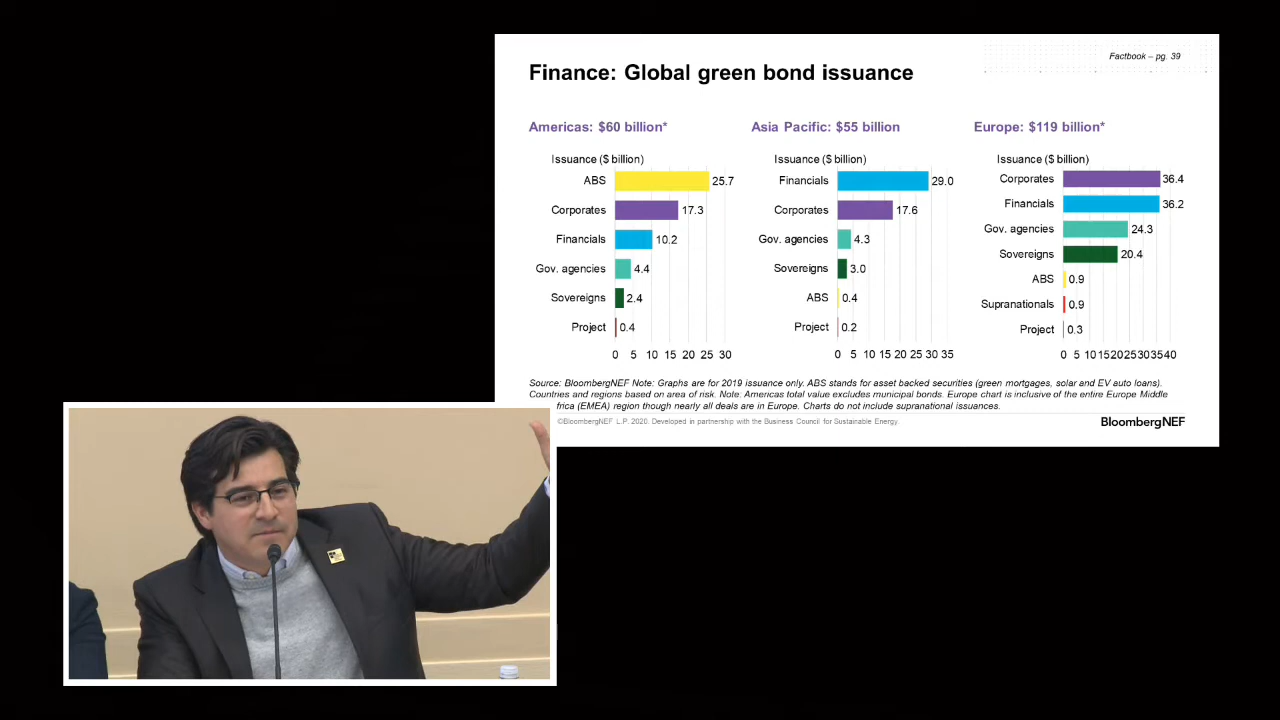 Factbook – pg. 39
Finance: Global green bond issuance
Americas: $60 billion*
Issuance ($ billion)
ABS 25.7
Corporates 17.3
Financials 10.2
Gov. agencies 4.4
Sovereigns 2.4
Project 0.4
0 5 10 15 20 25 30
Asia Pacific: $55 billion
Issuance ($ billion)
Financials 29.0
Corporates 17.6
Gov. agencies 4.3
Sovereigns 3.0
ABS 0.4
Project 0.2
0 5 10 15 20 25 30 35
Europe: $119 billion*
Issuance ($ billion)
Corporates 36.4
Financials 36.2
Gov. agencies 24.3
Sovereigns 20.4
ABS 0.9
Supranationals 0.9
Project 0.3
0 5 10 15 20 25 30 35 40
Source: BloombergNEF Note: Graphs are for 2019 issuance only. ABS stands for asset backed securities (green mortgages, solar and EV auto loans).
Countries and regions based on area of risk. Note. Americas total value excludes municipal bonds. Europe chart is inclusive of the entire Europe Middle
frica (EMEA) region though nearly all deals are in Europe. Charts do not include supranational issuances.
©BloombergNEF L.P. 2020. Developed in partnership with the Business Council for Sustainable Energy.
BloombergNEF